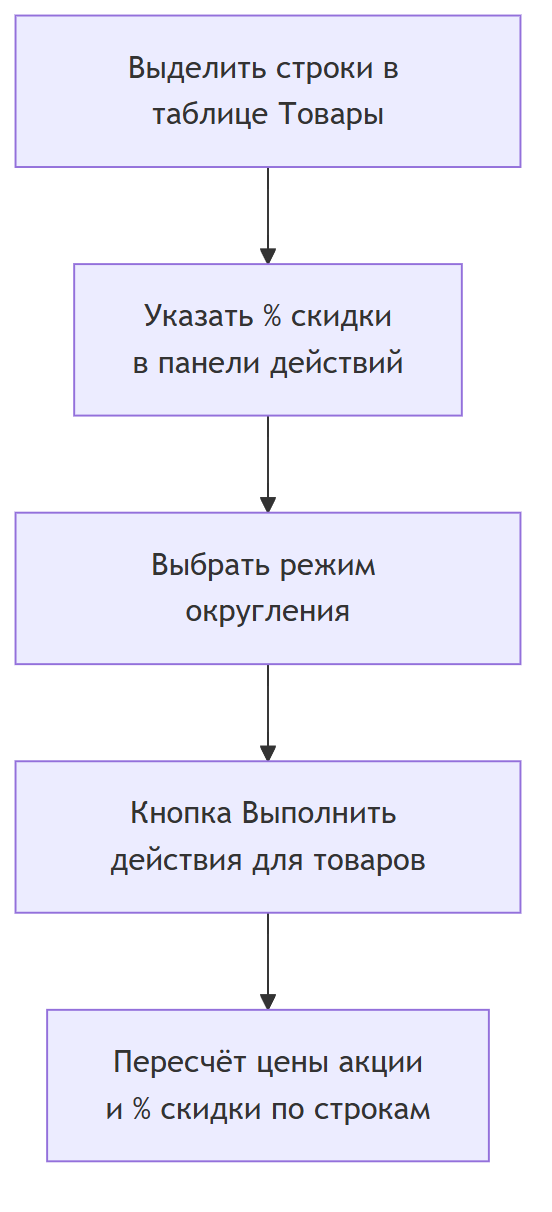 Выделить строки в
таблице Товары
Указать % скидки
в панели действий
Выбрать режим
округления
Кнопка Выполнить
действия для товаров
Пересчёт цены акции
и % скидки по строкам